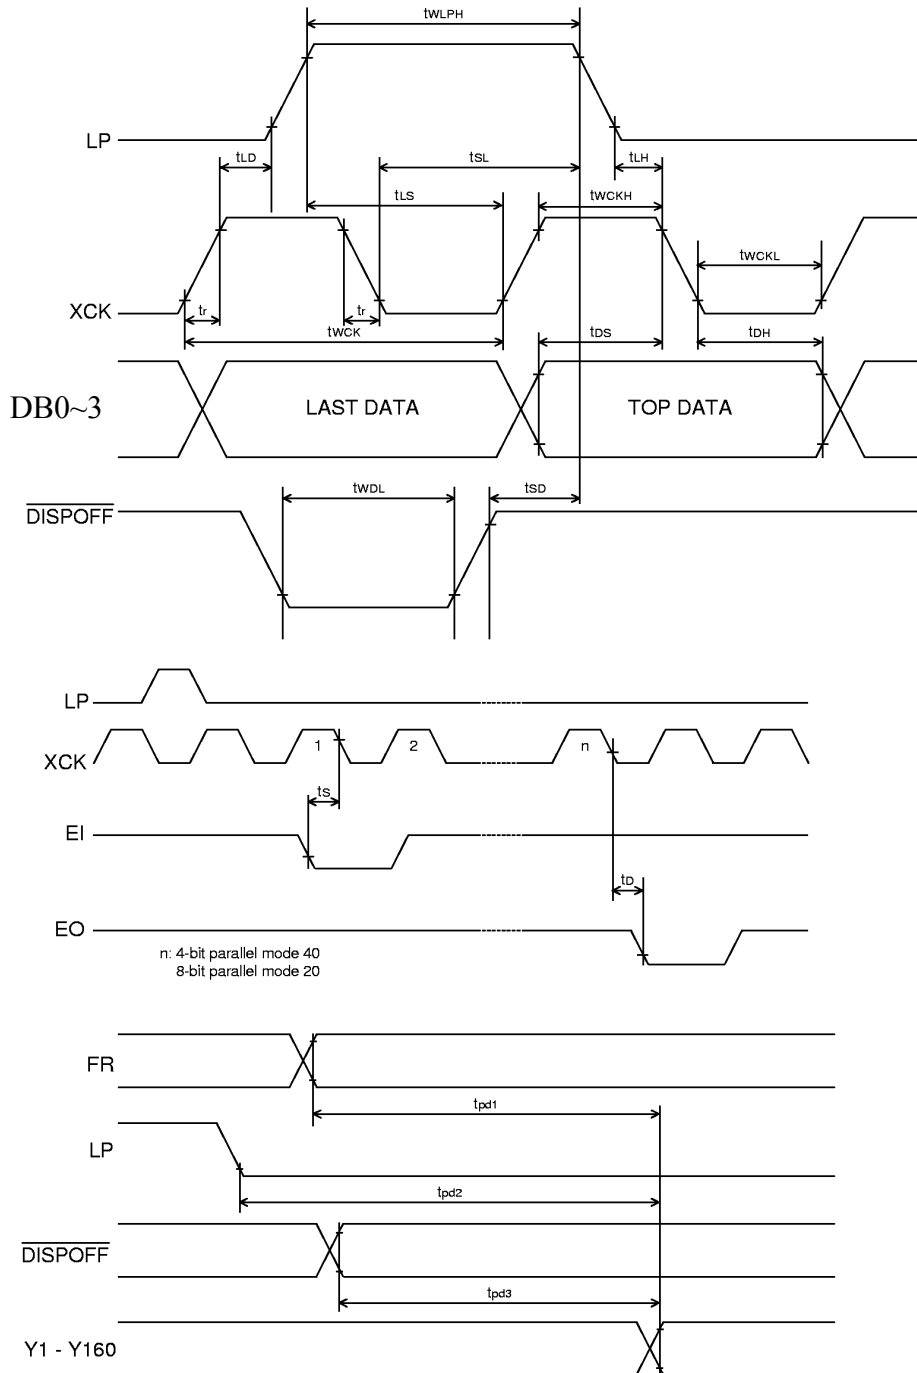 tWLPH
LP
tLD
tSL
tLH
tLS
tWCKH
tWCKL
XCK
tr
tr
tWCK
tDS
tDH
DB0~3
LAST DATA
TOP DATA
tWDL
tSD
DISPOFF
LP
XCK
1
2
n
tS
EI
tD
EO
n: 4-bit parallel mode 40
8-bit parallel mode 20
FR
tpd1
LP
tpd2
DISPOFF
tpd3
Y1 - Y160